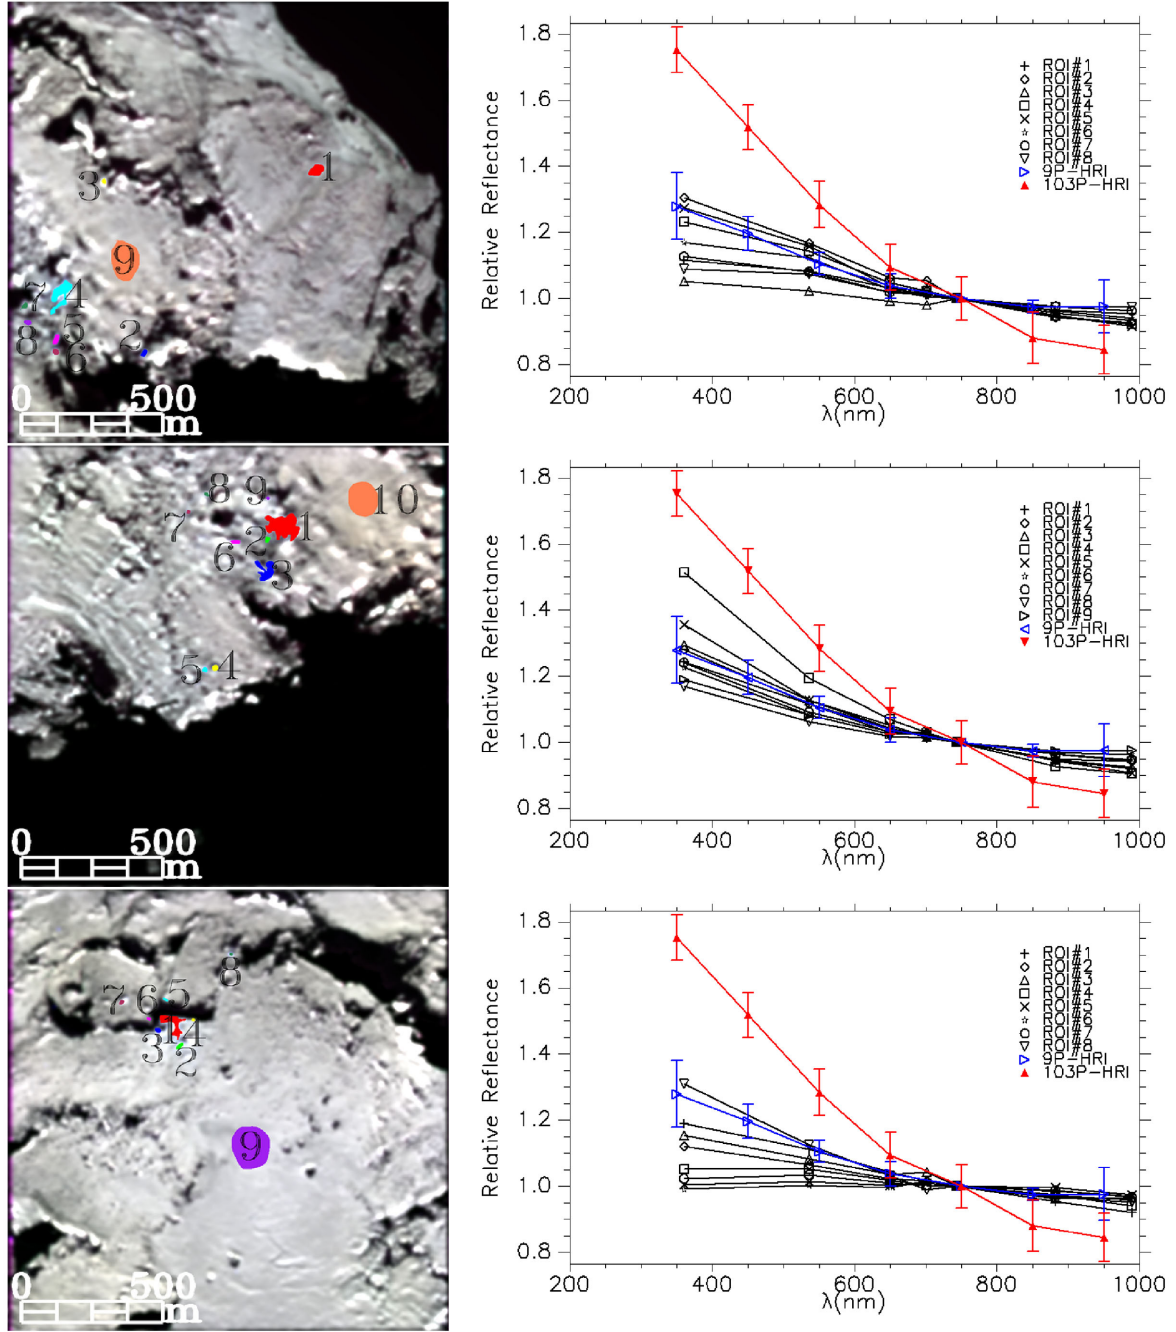 1
3
9
7
4
8
5
2
6
0 500
m
1.8
1.6
1.4
1.2
1.0
0.8
Relative Reflectance
200 400 600 800 1000
λ(nm)
ROI#1
ROI#2
ROI#3
ROI#4
ROI#5
ROI#6
ROI#7
ROI#8
9P-HRI
103P-HRI
8 9 10
7
2 1
6
3
5 4
0 500
m
1.8
1.6
1.4
1.2
1.0
0.8
Relative Reflectance
200 400 600 800 1000
λ(nm)
ROI#1
ROI#2
ROI#3
ROI#4
ROI#5
ROI#6
ROI#7
ROI#8
ROI#9
9P-HRI
103P-HRI
8
7 6 5
3 1 4
2
9
0 500
m
1.8
1.6
1.4
1.2
1.0
0.8
Relative Reflectance
200 400 600 800 1000
λ(nm)
ROI#1
ROI#2
ROI#3
ROI#4
ROI#5
ROI#6
ROI#7
ROI#8
9P-HRI
103P-HRI